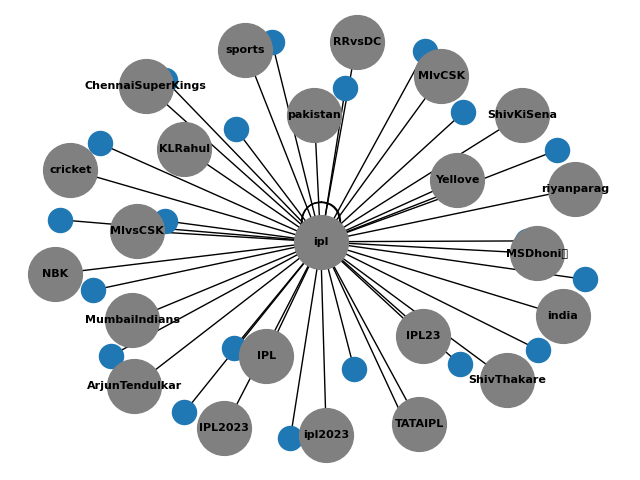 RRvsDC
sports
MIvCSK
ChennaiSuperKings
pakistan
ShivKiSena
KLRahul
cricket
Yellove
riyanparag
MIvsCSK
ipl
MSDhoni
NBK
india
MumbaiIndians
IPL23
IPL
ShivThakare
ArjunTendulkar
TATAIPL
IPL2023
ipl2023